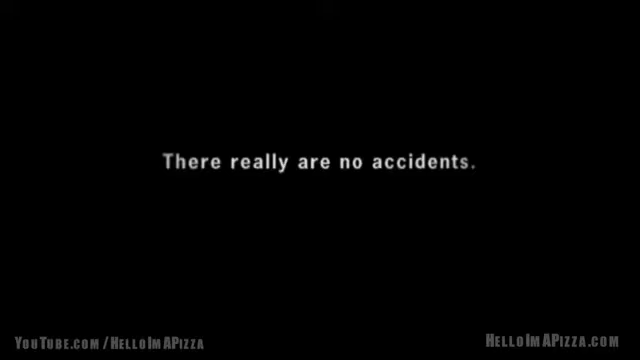 There really are no accidents.
YouTube.com/HelloImAPizza
HelloImAPizza.com